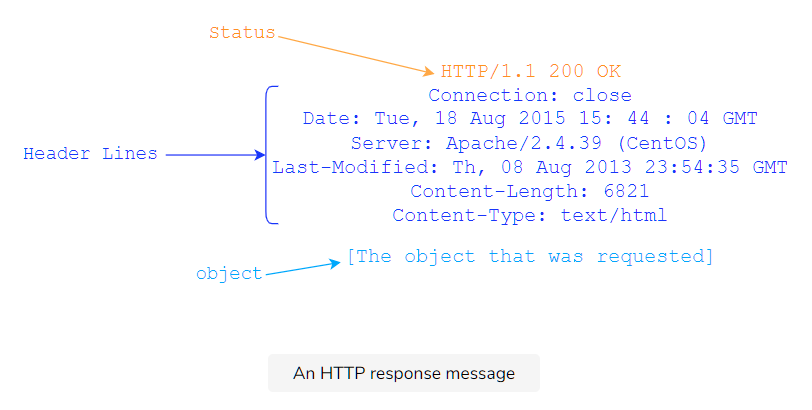 Status
HTTP/1.1 200 OK
Connection: close
Date: Tue, 18 Aug 2015 15: 44 : 04 GMT
Server: Apache/2.4.39 (CentOS)
Header Lines
Last-Modified: Th, 08 Aug 2013 23:54:35 GMT
Content-Length: 6821
Content-Type: text/html
[The object that was requested]
object
An HTTP response message